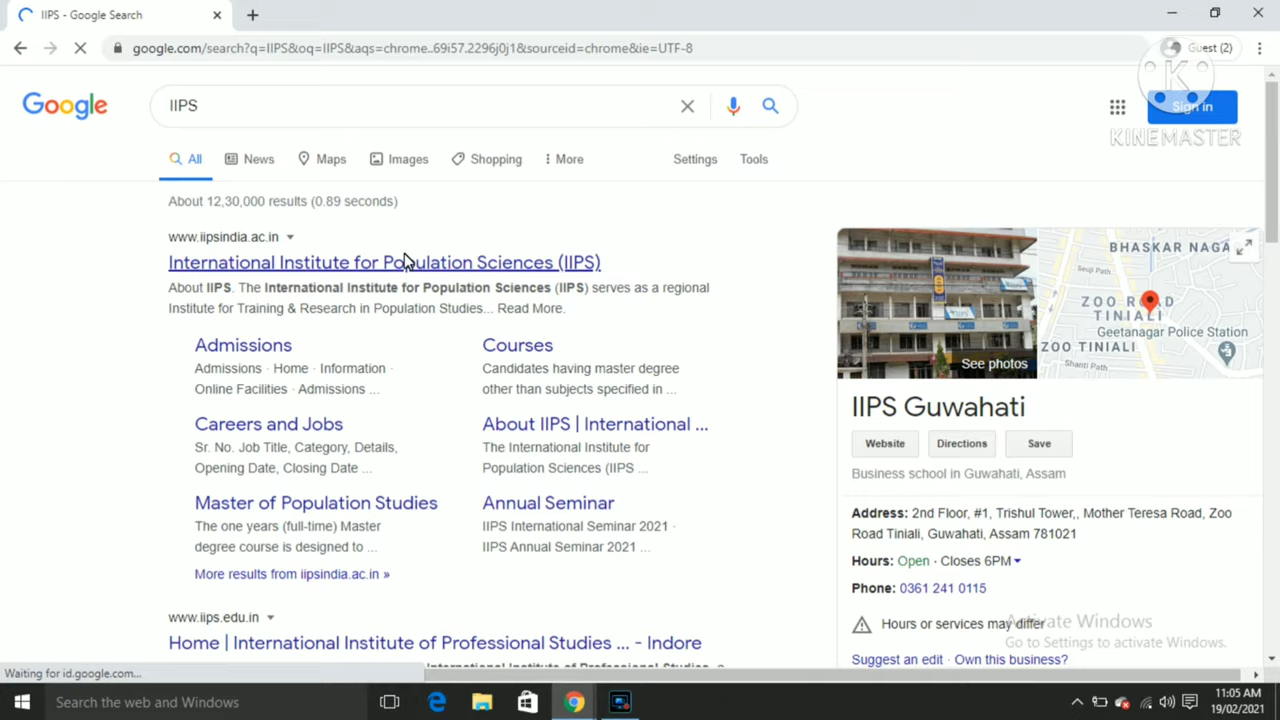 IIPS - Google Search
google.com/search?q=IIPS&oq=IIPS&aqs=chrome..69i57.2296j0j1&sourceid=chrome&ie=UTF-8
Guest (2)
Google
IIPS
Sign in
KINEMASTER
All
News
Maps
Images
Shopping
More
Settings
Tools
About 12,30,000 results (0.89 seconds)
www.iipsindia.ac.in
International Institute for Population Sciences (IIPS)
About IIPS. The International Institute for Population Sciences (IIPS) serves as a regional
Institute for Training & Research in Population Studies... Read More.
Admissions
Admissions · Home · Information ·
Online Facilities · Admissions ...
Courses
Candidates having master degree
other than subjects specified in ...
Careers and Jobs
Sr. No. Job Title, Category, Details,
Opening Date, Closing Date ...
About IIPS | International ...
The International Institute for
Population Sciences (IIPS ...
Master of Population Studies
The one years (full-time) Master
degree course is designed to ...
Annual Seminar
IIPS International Seminar 2021 ·
IIPS Annual Seminar 2021 ...
More results from iipsindia.ac.in »
www.iips.edu.in
Home | International Institute of Professional Studies ... - Indore
International Institute of Professional Studies
See photos
BHASKAR NAGA
Seuji Path
ZOO ROAD
TINIALI
Geetanagar Police Station
ZOO TINIALI
Shanti Path
IIPS Guwahati
Website
Directions
Save
Business school in Guwahati, Assam
Address: 2nd Floor, #1, Trishul Tower,, Mother Teresa Road, Zoo
Road Tiniali, Guwahati, Assam 781021
Hours: Open · Closes 6PM
Phone: 0361 241 0115
Hours or services may differ
Suggest an edit · Own this business?
Activate Windows
Go to Settings to activate Windows.
Waiting for id.google.com...
Search the web and Windows
11:05 AM
19/02/2021